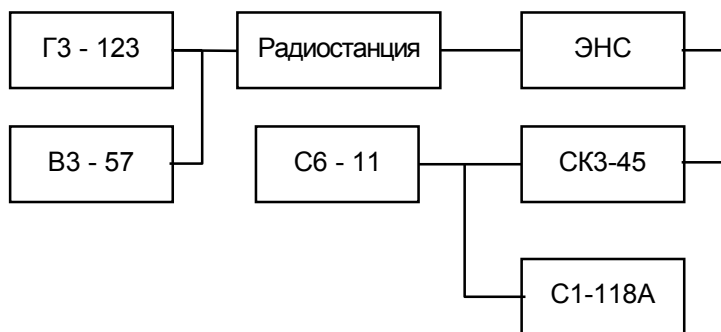 Г3 - 123
Радиостанция
ЭНС
В3 - 57
С6 - 11
СК3-45
С1-118А